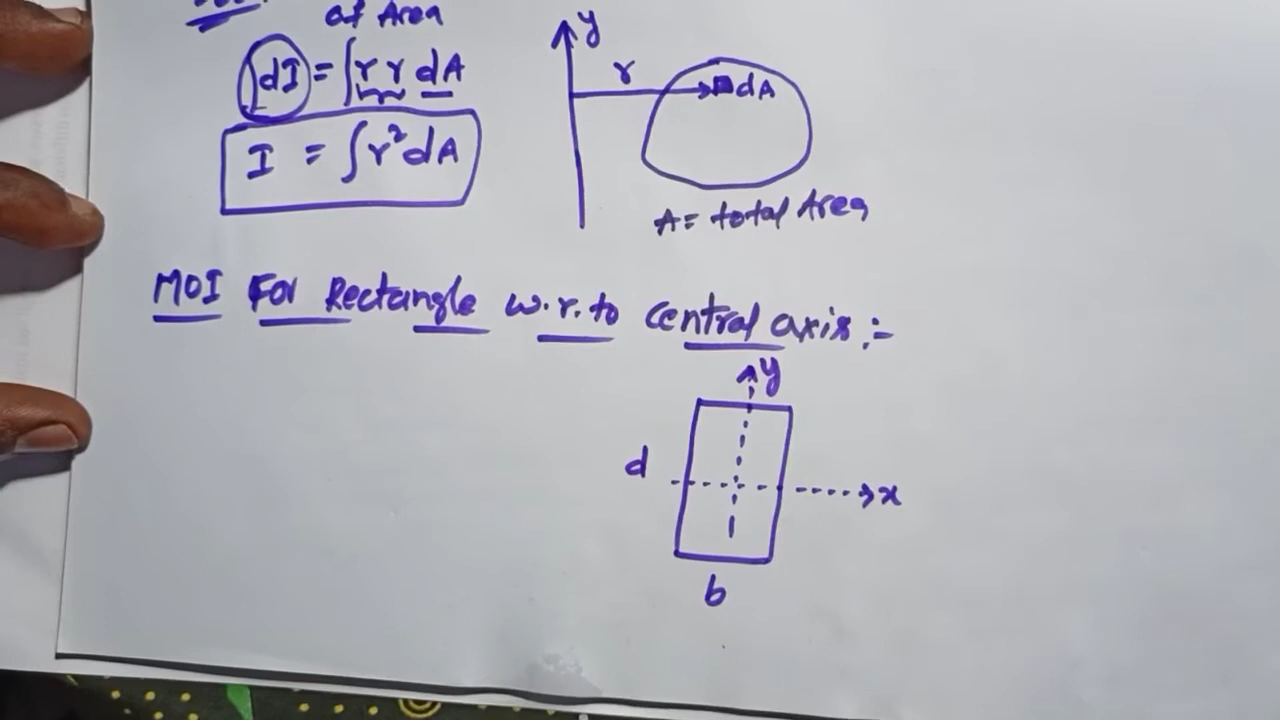 of Area
∫dI = ∫r r dA
I = ∫r²dA
y
r
dA
A = total Area
MOI For Rectangle w.r.to central axis :-
y
d
x
b